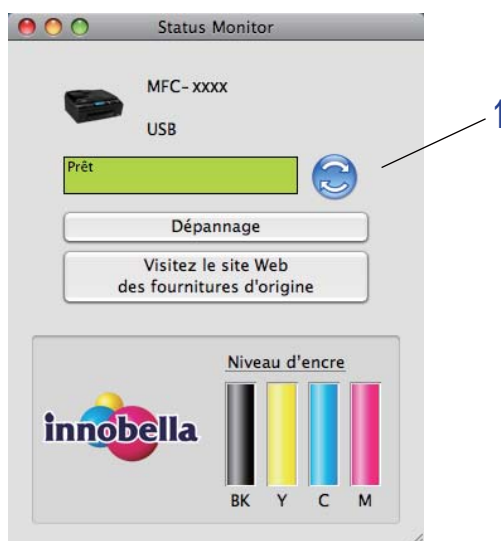 Status Monitor
MFC- xxxx
1
USB
Prêt
Dépannage
Visitez le site Web
des fournitures d'origine
Niveau d'encre
innobella
BK Y C M